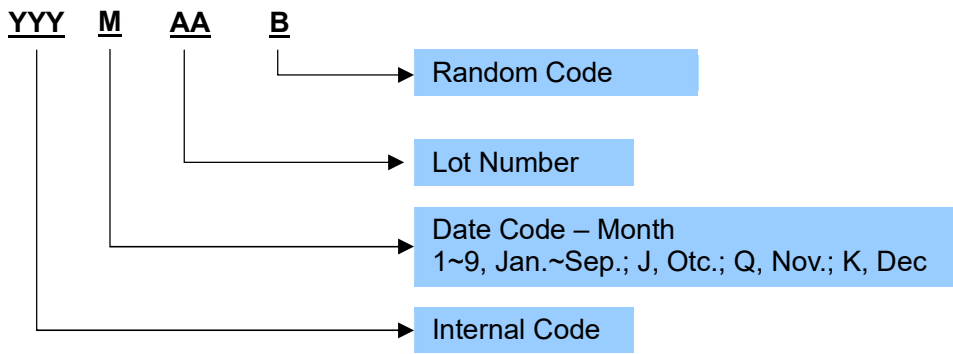 YYY M AA B
Random Code
Lot Number
Date Code – Month
1~9, Jan.~Sep.; J, Otc.; Q, Nov.; K, Dec
Internal Code